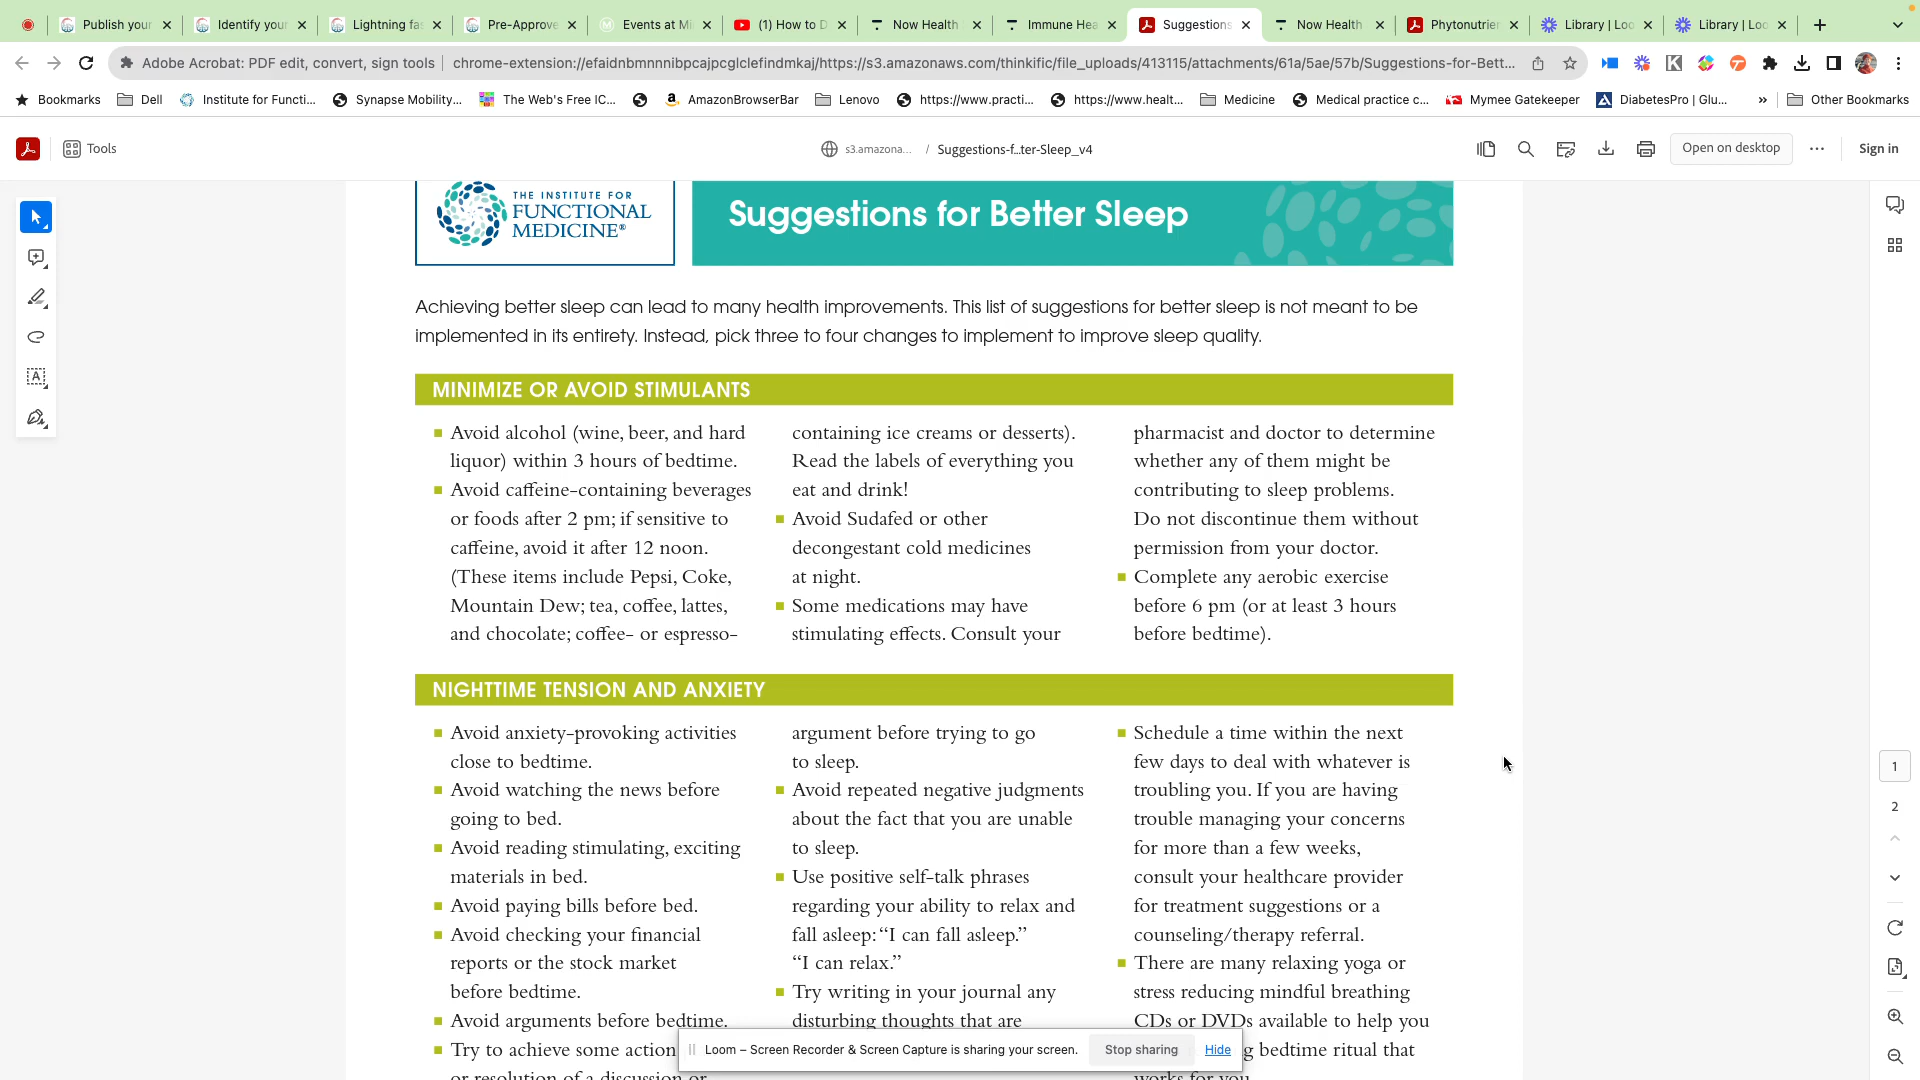 Publish your
Identify your
Lightning fa
Pre-Approve
Events at Mi
(1) How to D
Now Health
Immune Hea
Suggestions
Now Health
Phytonutrie
Library | Loo
Library | Loo
Adobe Acrobat: PDF edit, convert, sign tools
chrome-extension://efaidnbmnnnibpcajpcglclefindmkaj/https://s3.amazonaws.com/thinkific/file_uploads/413115/attachments/61a/5ae/57b/Suggestions-for-Bett...
Bookmarks
Dell
Institute for Functi...
Synapse Mobility...
The Web's Free IC...
AmazonBrowserBar
Lenovo
https://www.practi...
https://www.healt...
Medicine
Medical practice c...
Mymee Gatekeeper
DiabetesPro | Glu...
»
Other Bookmarks
Tools
s3.amazona... / Suggestions-f...ter-Sleep_v4
Open on desktop
Sign in
THE INSTITUTE FOR
FUNCTIONAL
MEDICINE®
Suggestions for Better Sleep
Achieving better sleep can lead to many health improvements. This list of suggestions for better sleep is not meant to be
implemented in its entirety. Instead, pick three to four changes to implement to improve sleep quality.
MINIMIZE OR AVOID STIMULANTS
Avoid alcohol (wine, beer, and hard
liquor) within 3 hours of bedtime.
Avoid caffeine-containing beverages
or foods after 2 pm; if sensitive to
caffeine, avoid it after 12 noon.
(These items include Pepsi, Coke,
Mountain Dew; tea, coffee, lattes,
and chocolate; coffee- or espresso-
containing ice creams or desserts).
Read the labels of everything you
eat and drink!
Avoid Sudafed or other
decongestant cold medicines
at night.
Some medications may have
stimulating effects. Consult your
pharmacist and doctor to determine
whether any of them might be
contributing to sleep problems.
Do not discontinue them without
permission from your doctor.
Complete any aerobic exercise
before 6 pm (or at least 3 hours
before bedtime).
NIGHTTIME TENSION AND ANXIETY
Avoid anxiety-provoking activities
close to bedtime.
Avoid watching the news before
going to bed.
Avoid reading stimulating, exciting
materials in bed.
Avoid paying bills before bed.
Avoid checking your financial
reports or the stock market
before bedtime.
Avoid arguments before bedtime.
Try to achieve some action
or resolution of a discussion or
argument before trying to go
to sleep.
Avoid repeated negative judgments
about the fact that you are unable
to sleep.
Use positive self-talk phrases
regarding your ability to relax and
fall asleep: “I can fall asleep.”
“I can relax.”
Try writing in your journal any
disturbing thoughts that are
Schedule a time within the next
few days to deal with whatever is
troubling you. If you are having
trouble managing your concerns
for more than a few weeks,
consult your healthcare provider
for treatment suggestions or a
counseling/therapy referral.
There are many relaxing yoga or
stress reducing mindful breathing
CDs or DVDs available to help you
g bedtime ritual that
works for you
Loom – Screen Recorder & Screen Capture is sharing your screen.
Stop sharing
Hide
1
2